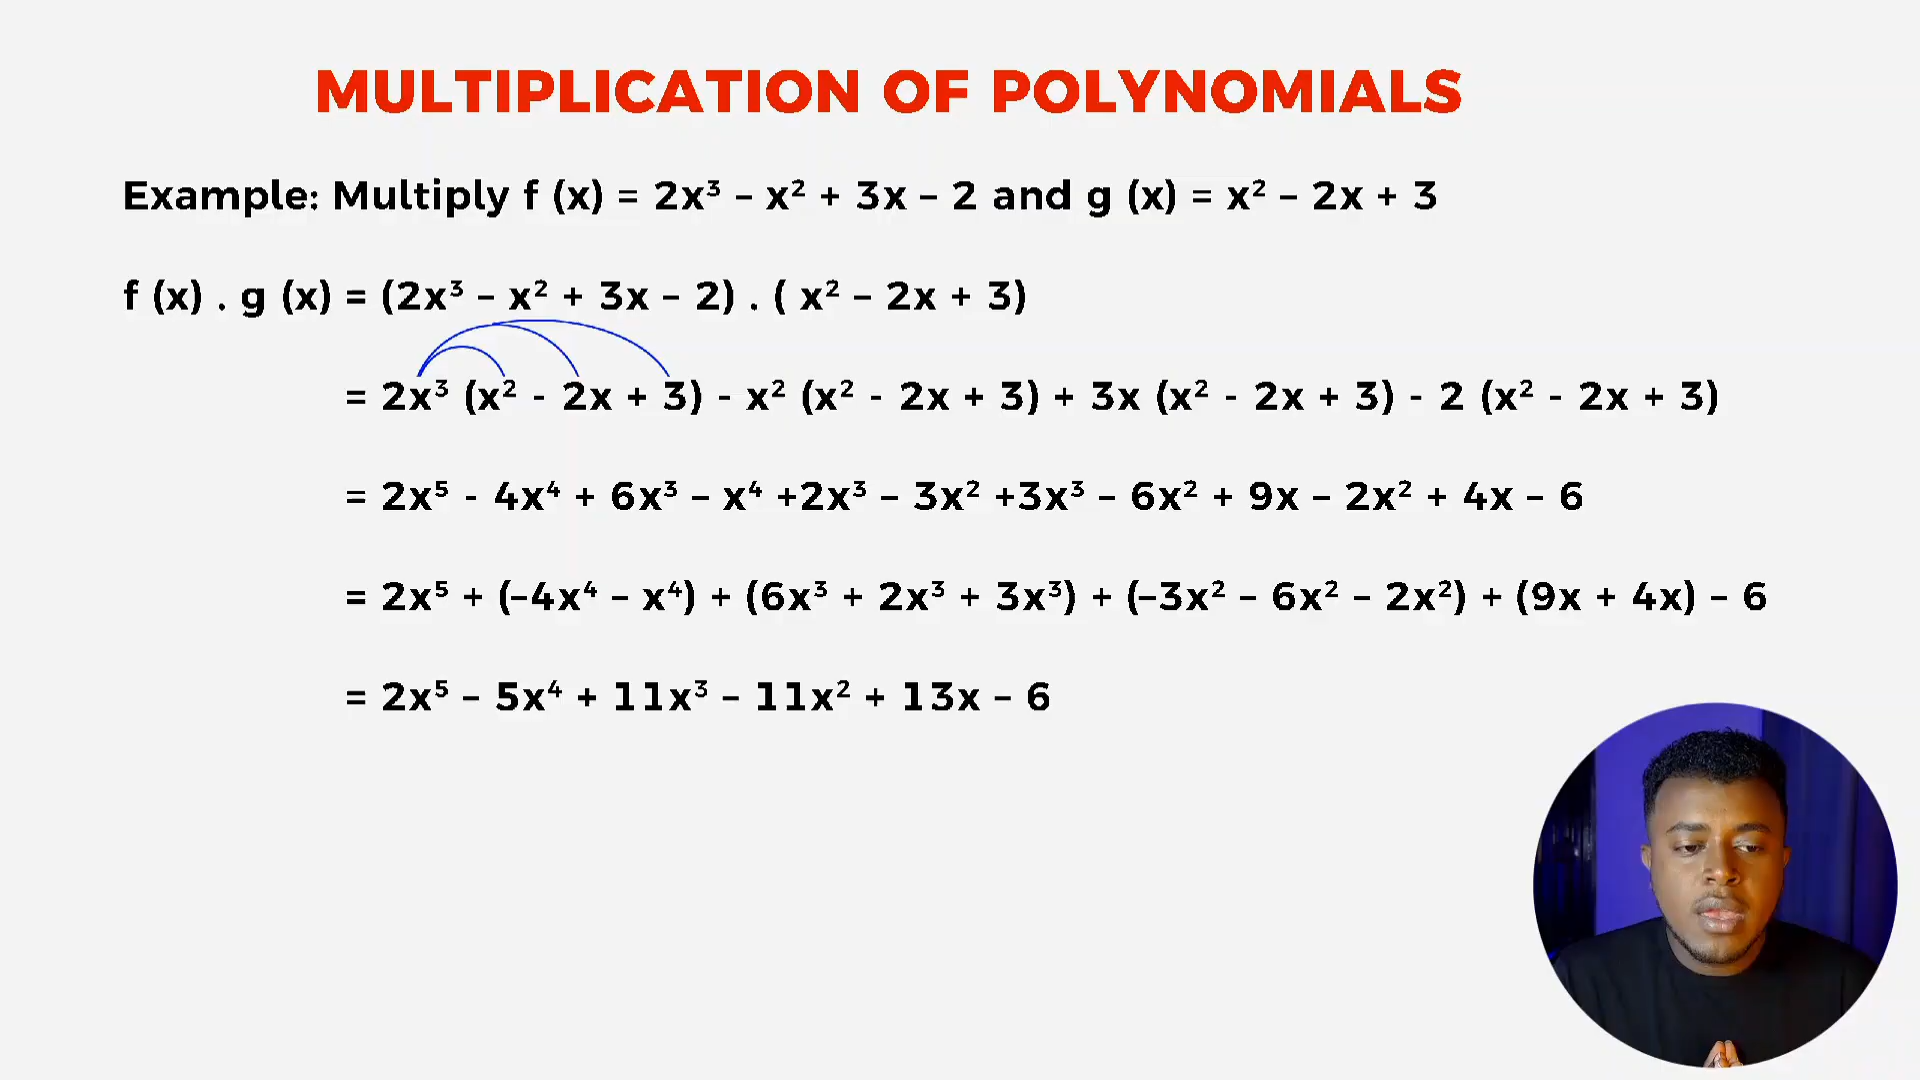 MULTIPLICATION OF POLYNOMIALS
Example: Multiply f (x) = 2x³ – x² + 3x – 2 and g (x) = x² – 2x + 3
f (x) . g (x) = (2x³ – x² + 3x – 2) . ( x² – 2x + 3)
= 2x³ (x² - 2x + 3) - x² (x² - 2x + 3) + 3x (x² - 2x + 3) - 2 (x² - 2x + 3)
= 2x⁵ - 4x⁴ + 6x³ – x⁴ +2x³ – 3x² +3x³ – 6x² + 9x – 2x² + 4x – 6
= 2x⁵ + (–4x⁴ – x⁴) + (6x³ + 2x³ + 3x³) + (–3x² – 6x² – 2x²) + (9x + 4x) – 6
= 2x⁵ – 5x⁴ + 11x³ – 11x² + 13x – 6